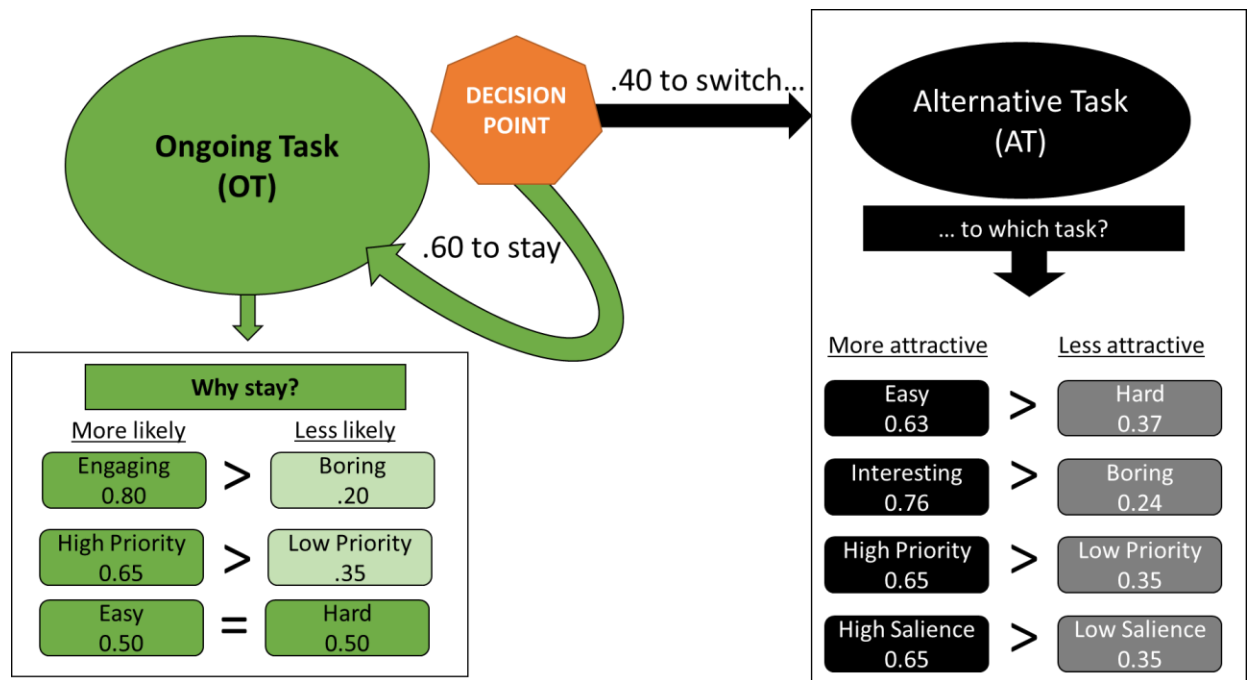 Ongoing Task
(OT)
DECISION
POINT
.40 to switch...
.60 to stay
Why stay?
More likely
Less likely
Engaging
0.80
>
Boring
.20
High Priority
0.65
>
Low Priority
.35
Easy
0.50
=
Hard
0.50
Alternative Task
(AT)
... to which task?
More attractive
Less attractive
Easy
0.63
>
Hard
0.37
Interesting
0.76
>
Boring
0.24
High Priority
0.65
>
Low Priority
0.35
High Salience
0.65
>
Low Salience
0.35